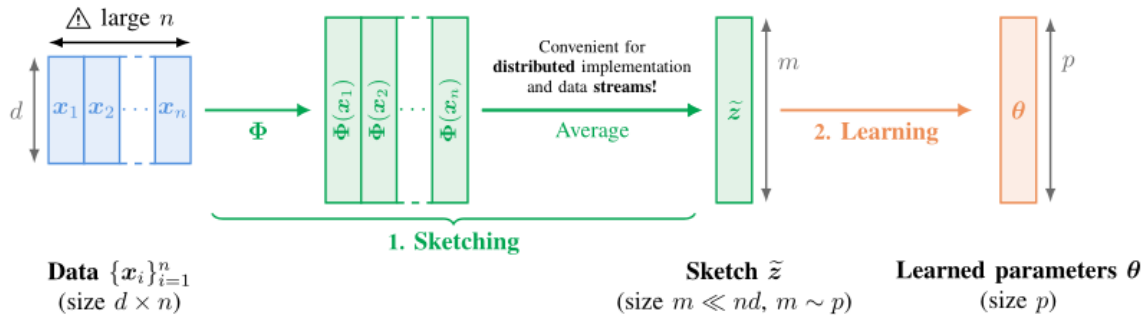 ⚠ large n
d
x₁ x₂ ··· xₙ
Φ
Φ(x₁) Φ(x₂) ··· Φ(xₙ)
Convenient for
distributed implementation
and data streams!
Average
z̃
m
2. Learning
θ
p
1. Sketching
Data {xᵢ}ⁿᵢ₌₁
(size d × n)
Sketch z̃
(size m ≪ nd, m ∼ p)
Learned parameters θ
(size p)